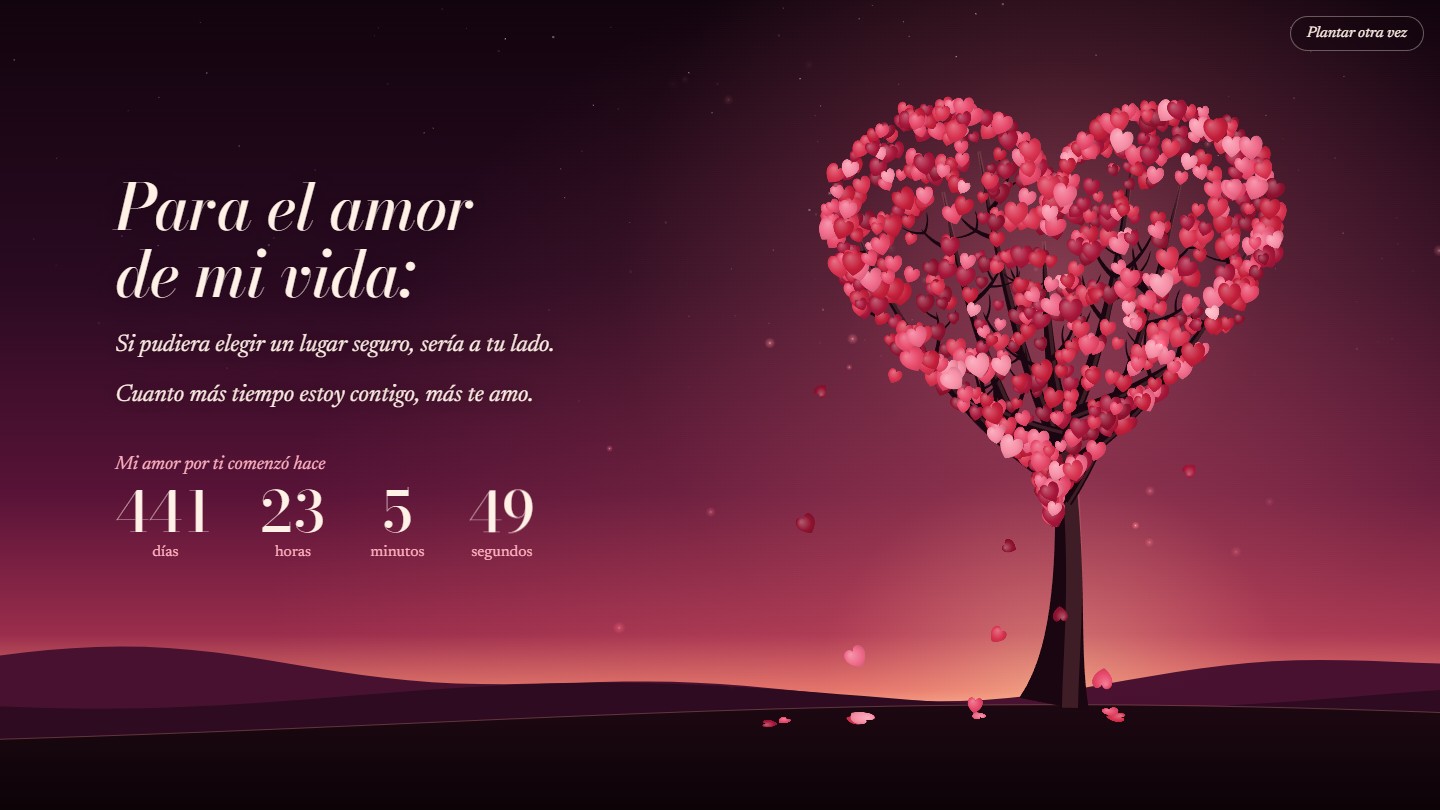 Plantar otra vez
Para el amor
de mi vida:
Si pudiera elegir un lugar seguro, sería a tu lado.
Cuanto más tiempo estoy contigo, más te amo.
Mi amor por ti comenzó hace
441 23 5 49
días horas minutos segundos